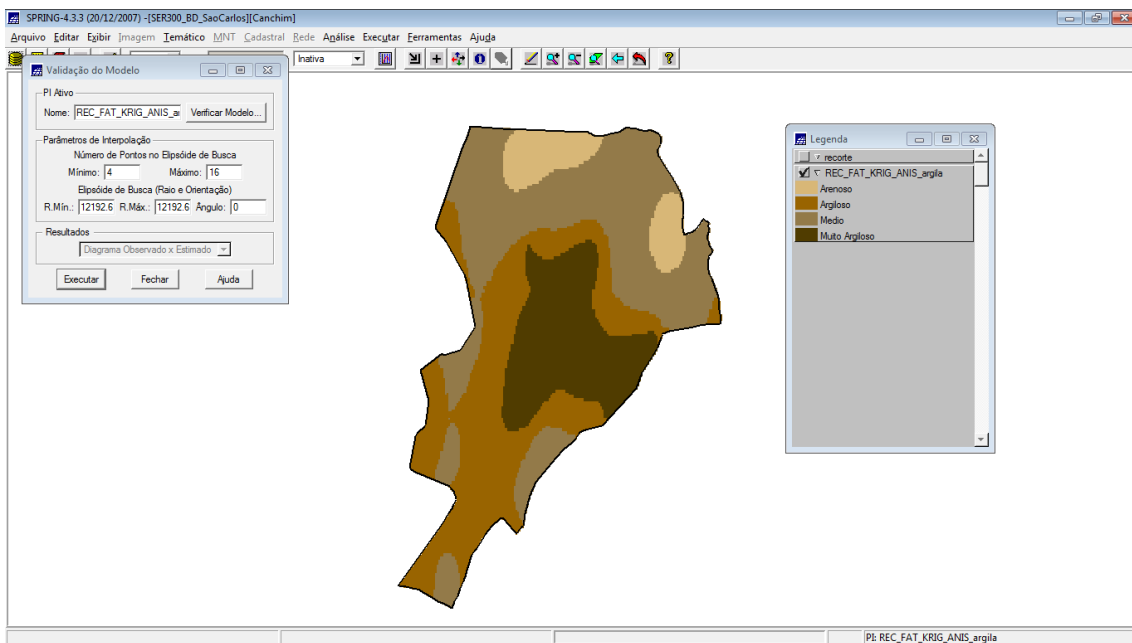 SPRING-4.3.3 (20/12/2007) -[SER300_BD_SaoCarlos][Canchim]
Arquivo Editar Exibir Imagem Temático MNT Cadastral Rede Análise Executar Ferramentas Ajuda
Inativa
Validação do Modelo
PI Ativo
Nome: REC_FAT_KRIG_ANIS_ar Verificar Modelo...
Parâmetros de Interpolação
Número de Pontos no Elipsóide de Busca
Mínimo: 4 Máximo: 16
Elipsóide de Busca (Raio e Orientação)
R.Mín.: 12192.6 R.Máx.: 12192.6 Ângulo: 0
Resultados
Diagrama Observado x Estimado
Executar Fechar Ajuda
Legenda
recorte
REC_FAT_KRIG_ANIS_argila
Arenoso
Argiloso
Medio
Muito Argiloso
PI: REC_FAT_KRIG_ANIS_argila